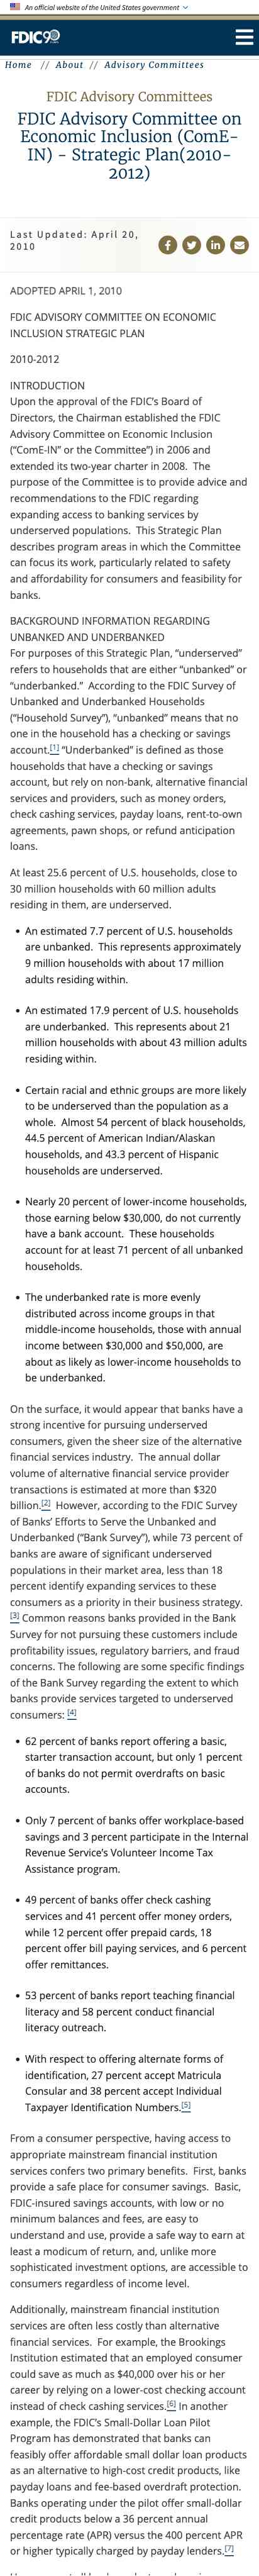 An official website of the United States government
FDIC90
Home // About // Advisory Committees
FDIC Advisory Committees
FDIC Advisory Committee on
Economic Inclusion (ComE-
IN) - Strategic Plan(2010-
2012)
Last Updated: April 20,
2010
ADOPTED APRIL 1, 2010
FDIC ADVISORY COMMITTEE ON ECONOMIC
INCLUSION STRATEGIC PLAN
2010-2012
INTRODUCTION
Upon the approval of the FDIC's Board of
Directors, the Chairman established the FDIC
Advisory Committee on Economic Inclusion
(“ComE-IN” or the Committee”) in 2006 and
extended its two-year charter in 2008.  The
purpose of the Committee is to provide advice and
recommendations to the FDIC regarding
expanding access to banking services by
underserved populations.  This Strategic Plan
describes program areas in which the Committee
can focus its work, particularly related to safety
and affordability for consumers and feasibility for
banks.
BACKGROUND INFORMATION REGARDING
UNBANKED AND UNDERBANKED
For purposes of this Strategic Plan, “underserved”
refers to households that are either “unbanked” or
“underbanked.”  According to the FDIC Survey of
Unbanked and Underbanked Households
(“Household Survey”), “unbanked” means that no
one in the household has a checking or savings
account.[1] “Underbanked” is defined as those
households that have a checking or savings
account, but rely on non-bank, alternative financial
services and providers, such as money orders,
check cashing services, payday loans, rent-to-own
agreements, pawn shops, or refund anticipation
loans.
At least 25.6 percent of U.S. households, close to
30 million households with 60 million adults
residing in them, are underserved.
• An estimated 7.7 percent of U.S. households
are unbanked.  This represents approximately
9 million households with about 17 million
adults residing within.
• An estimated 17.9 percent of U.S. households
are underbanked.  This represents about 21
million households with about 43 million adults
residing within.
• Certain racial and ethnic groups are more likely
to be underserved than the population as a
whole.  Almost 54 percent of black households,
44.5 percent of American Indian/Alaskan
households, and 43.3 percent of Hispanic
households are underserved.
• Nearly 20 percent of lower-income households,
those earning below $30,000, do not currently
have a bank account.  These households
account for at least 71 percent of all unbanked
households.
• The underbanked rate is more evenly
distributed across income groups in that
middle-income households, those with annual
income between $30,000 and $50,000, are
about as likely as lower-income households to
be underbanked.
On the surface, it would appear that banks have a
strong incentive for pursuing underserved
consumers, given the sheer size of the alternative
financial services industry.  The annual dollar
volume of alternative financial service provider
transactions is estimated at more than $320
billion.[2]  However, according to the FDIC Survey
of Banks' Efforts to Serve the Unbanked and
Underbanked (“Bank Survey”), while 73 percent of
banks are aware of significant underserved
populations in their market area, less than 18
percent identify expanding services to these
consumers as a priority in their business strategy.
[3] Common reasons banks provided in the Bank
Survey for not pursuing these customers include
profitability issues, regulatory barriers, and fraud
concerns. The following are some specific findings
of the Bank Survey regarding the extent to which
banks provide services targeted to underserved
consumers: [4]
• 62 percent of banks report offering a basic,
starter transaction account, but only 1 percent
of banks do not permit overdrafts on basic
accounts.
• Only 7 percent of banks offer workplace-based
savings and 3 percent participate in the Internal
Revenue Service's Volunteer Income Tax
Assistance program.
• 49 percent of banks offer check cashing
services and 41 percent offer money orders,
while 12 percent offer prepaid cards, 18
percent offer bill paying services, and 6 percent
offer remittances.
• 53 percent of banks report teaching financial
literacy and 58 percent conduct financial
literacy outreach.
• With respect to offering alternate forms of
identification, 27 percent accept Matricula
Consular and 38 percent accept Individual
Taxpayer Identification Numbers.[5]
From a consumer perspective, having access to
appropriate mainstream financial institution
services confers two primary benefits.  First, banks
provide a safe place for consumer savings.  Basic,
FDIC-insured savings accounts, with low or no
minimum balances and fees, are easy to
understand and use, provide a safe way to earn at
least a modicum of return, and, unlike more
sophisticated investment options, are accessible to
consumers regardless of income level.
Additionally, mainstream financial institution
services are often less costly than alternative
financial services.  For example, the Brookings
Institution estimated that an employed consumer
could save as much as $40,000 over his or her
career by relying on a lower-cost checking account
instead of check cashing services.[6] In another
example, the FDIC's Small-Dollar Loan Pilot
Program has demonstrated that banks can
feasibly offer affordable small dollar loan products
as an alternative to high-cost credit products, like
payday loans and fee-based overdraft protection.
Banks operating under the pilot offer small-dollar
credit products below a 36 percent annual
percentage rate (APR) versus the 400 percent APR
or higher typically charged by payday lenders.[7]